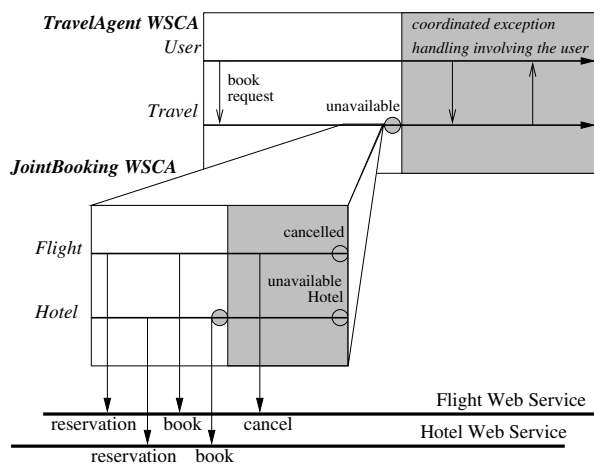 TravelAgent WSCA
User
coordinated exception
handling involving the user
book
request
Travel
unavailable
JointBooking WSCA
Flight
cancelled
unavailable
Hotel
Hotel
Flight Web Service
reservation book cancel
Hotel Web Service
reservation book